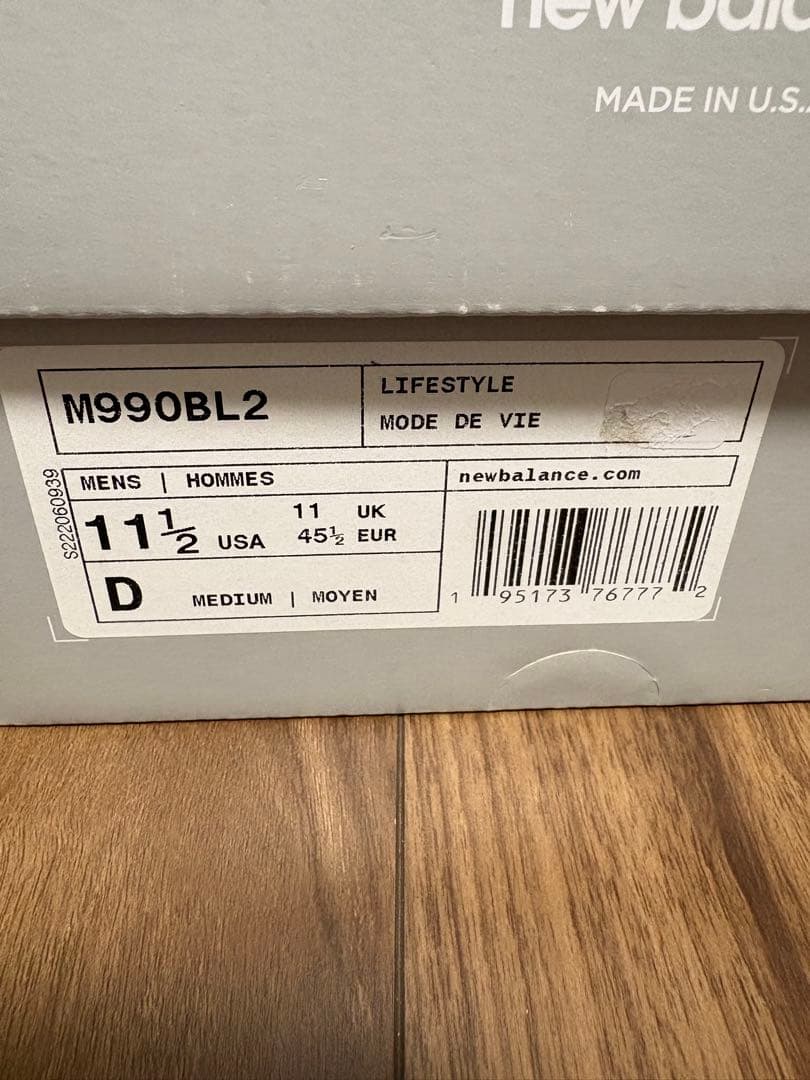 new
MADE IN U.S.
M990BL2
LIFESTYLE
MODE DE VIE
S222060939
MENS | HOMMES
newbalance.com
11½ USA
11 UK
45½ EUR
D MEDIUM | MOYEN
1 95173 76777 2